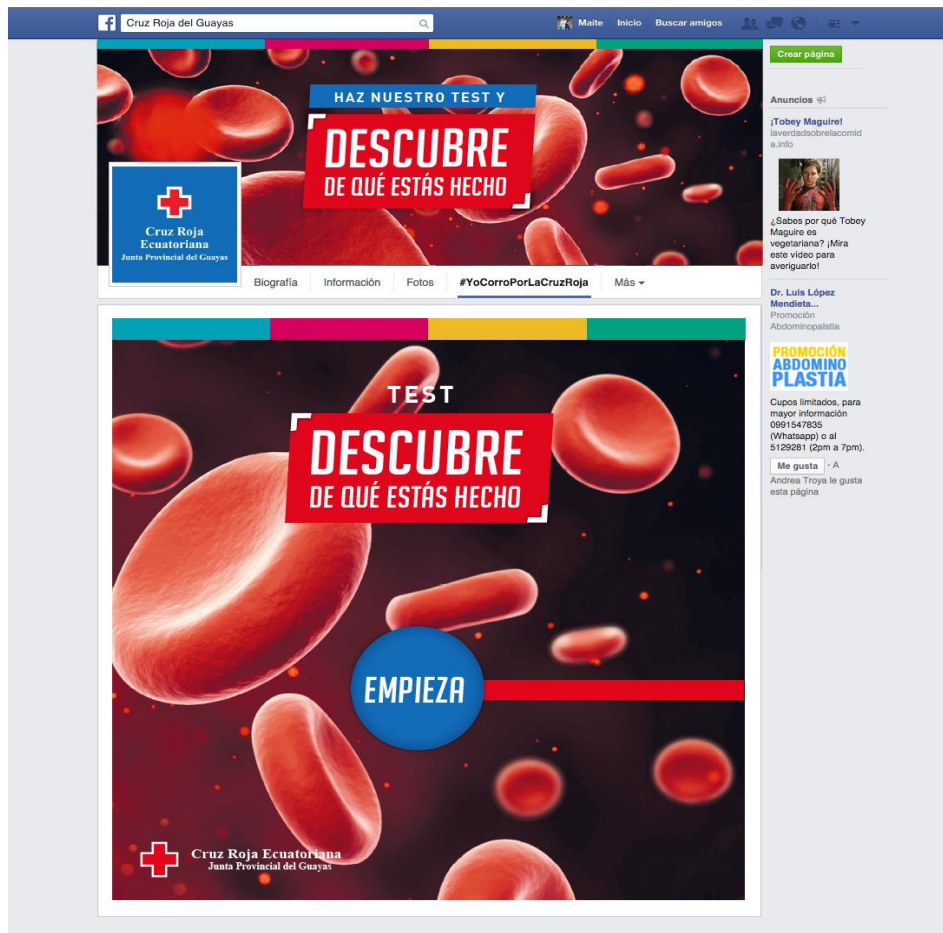 Cruz Roja del Guayas
Maite Inicio Buscar amigos
HAZ NUESTRO TEST Y
DESCUBRE
DE QUÉ ESTÁS HECHO
Cruz Roja
Ecuatoriana
Junta Provincial del Guayas
Biografía Información Fotos #YoCorroPorLaCruzRoja Más
TEST
DESCUBRE
DE QUÉ ESTÁS HECHO
EMPIEZA
Cruz Roja Ecuatoriana
Junta Provincial del Guayas
Crear página
Anuncios
¡Tobey Maguire!
laverdadsobrelacomid
a.info
¿Sabes por qué Tobey
Maguire es
vegetariana? ¡Mira
este video para
averiguarlo!
Dr. Luis López
Mendieta...
Promoción
Abdominopalstia
PROMOCIÓN
ABDOMINO
PLASTIA
Cupos limitados, para
mayor información
0991547835
(Whatsapp) o al
5129281 (2pm a 7pm).
Me gusta · A
Andrea Troya le gusta
esta página